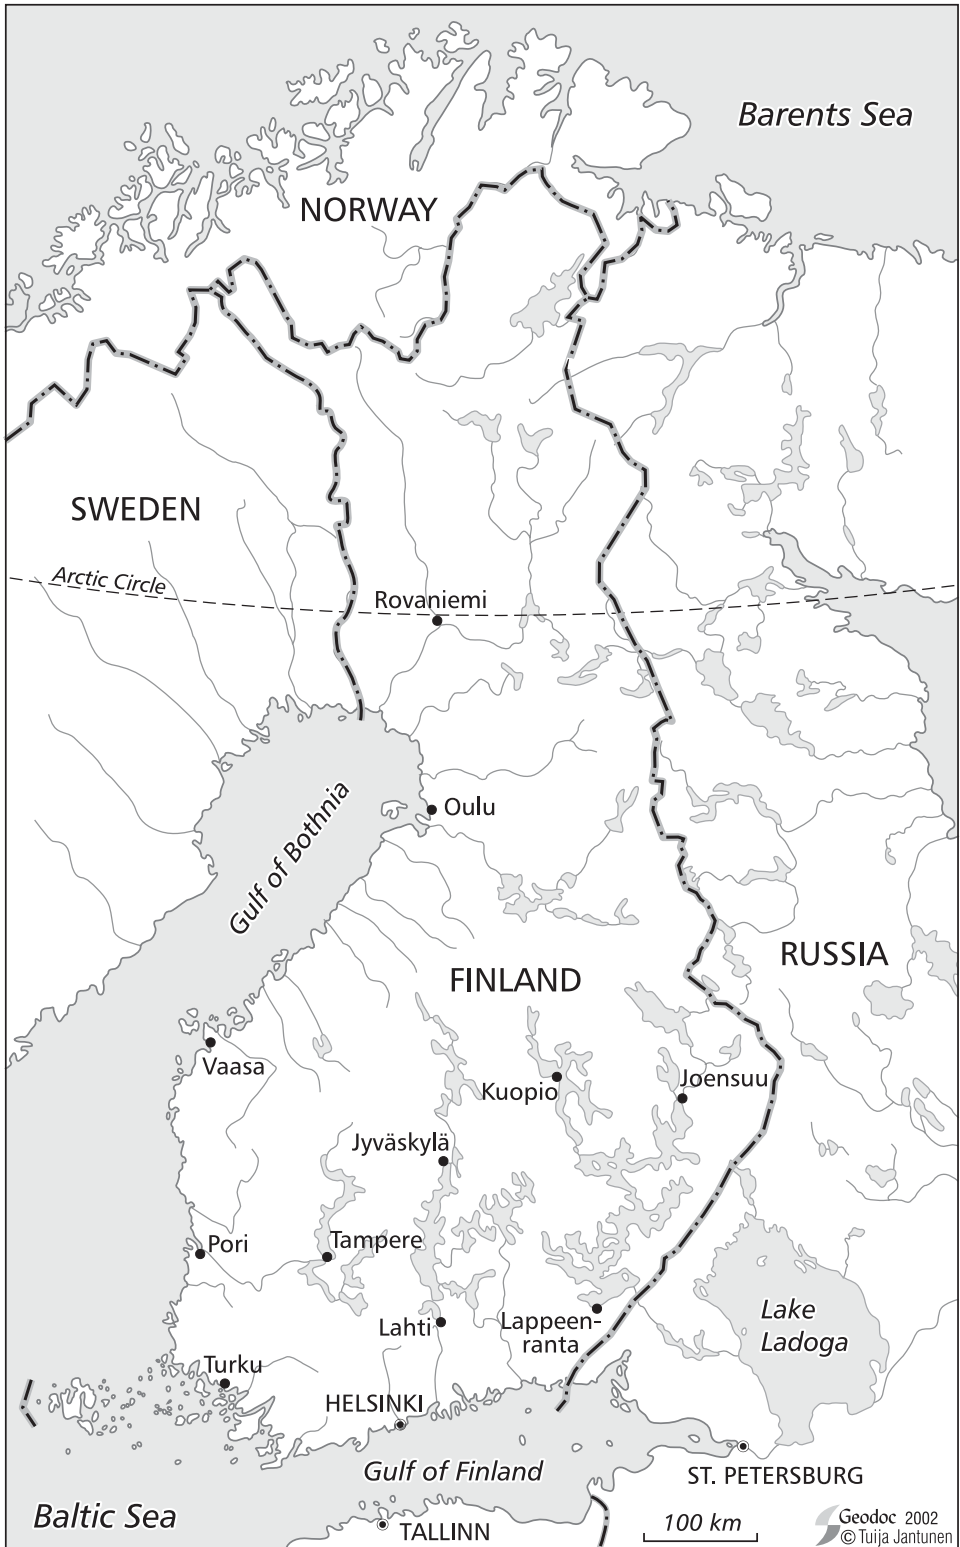 Barents Sea
NORWAY
SWEDEN
Arctic Circle
Rovaniemi
Oulu
Gulf of Bothnia
RUSSIA
FINLAND
Vaasa
Kuopio
Joensuu
Jyväskylä
Pori
Tampere
Lake
Ladoga
Lahti
Lappeen-
ranta
Turku
HELSINKI
Gulf of Finland
ST. PETERSBURG
Baltic Sea
TALLINN
100 km
Geodoc 2002
© Tuija Jantunen